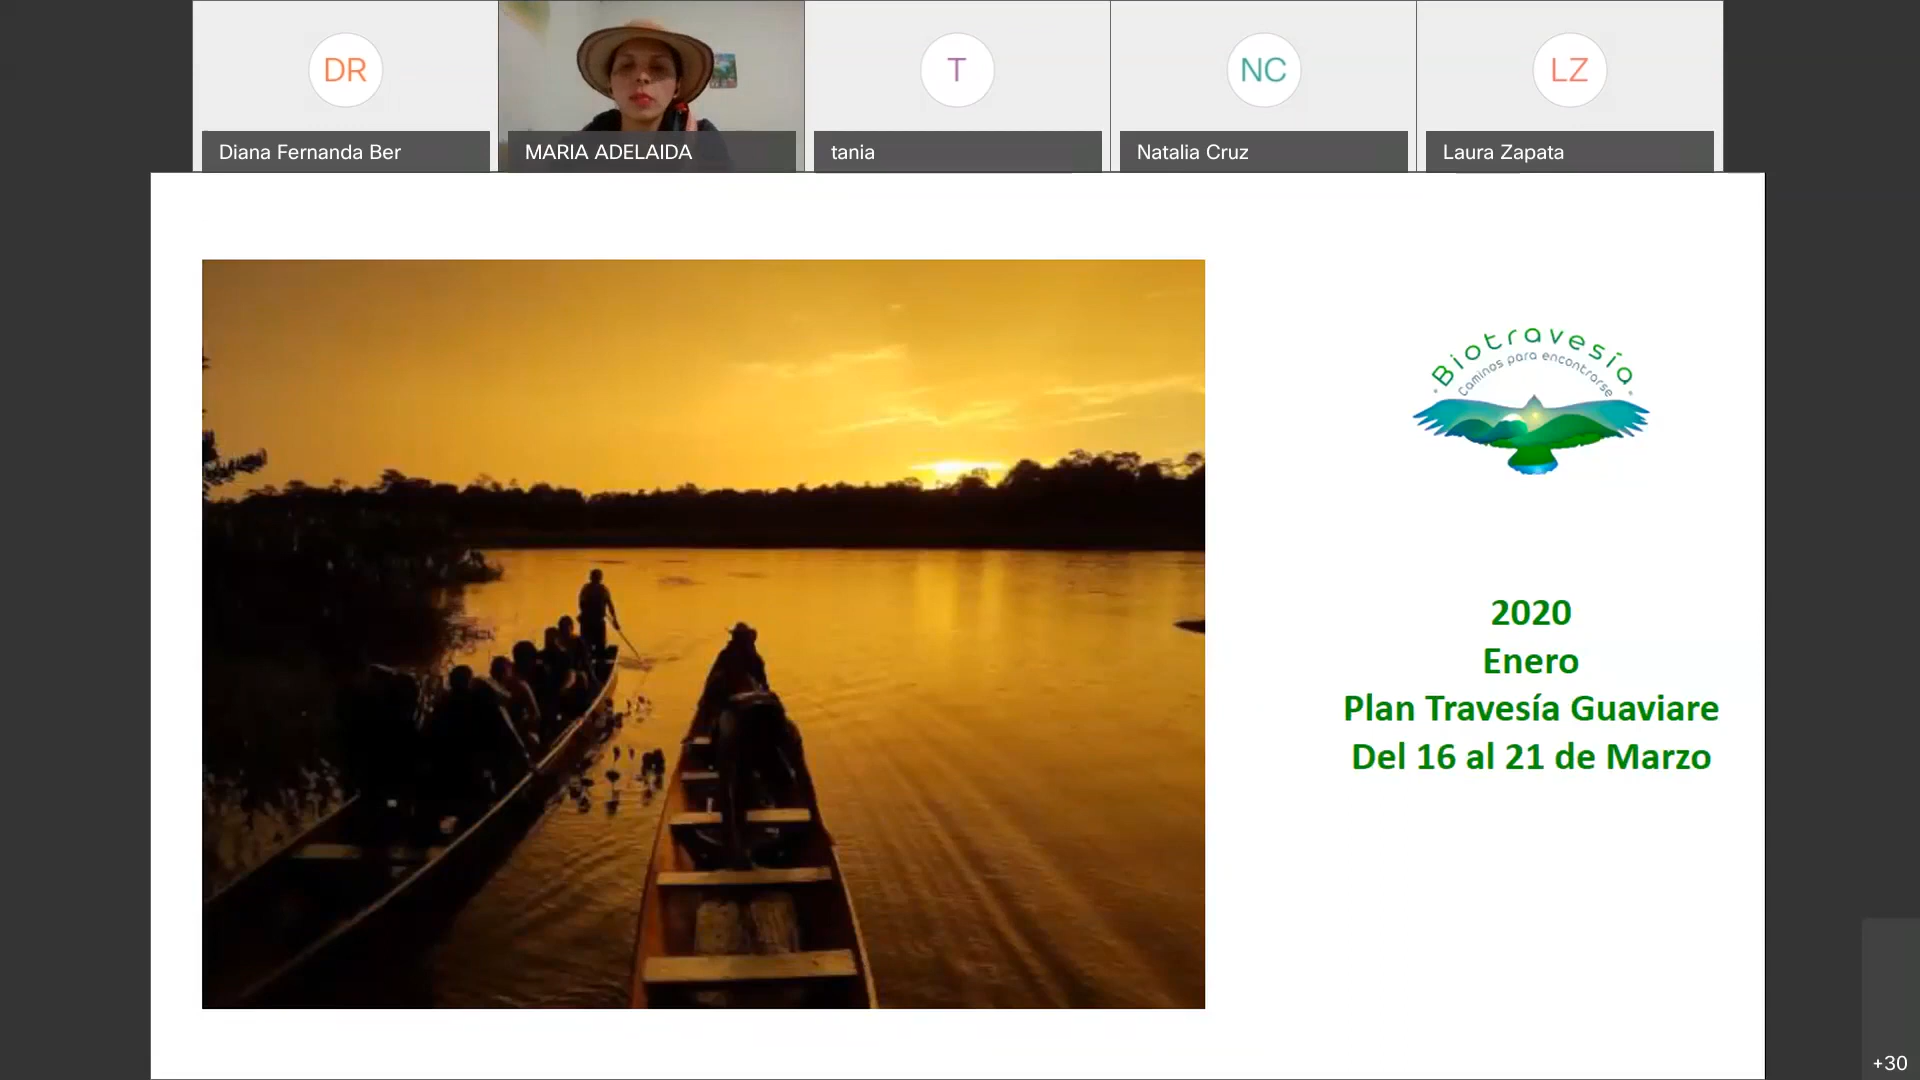 DR
T
NC
LZ
Diana Fernanda Ber
MARIA ADELAIDA
tania
Natalia Cruz
Laura Zapata
Biotravesía
Caminos para encontrarse
2020
Enero
Plan Travesía Guaviare
Del 16 al 21 de Marzo
+30